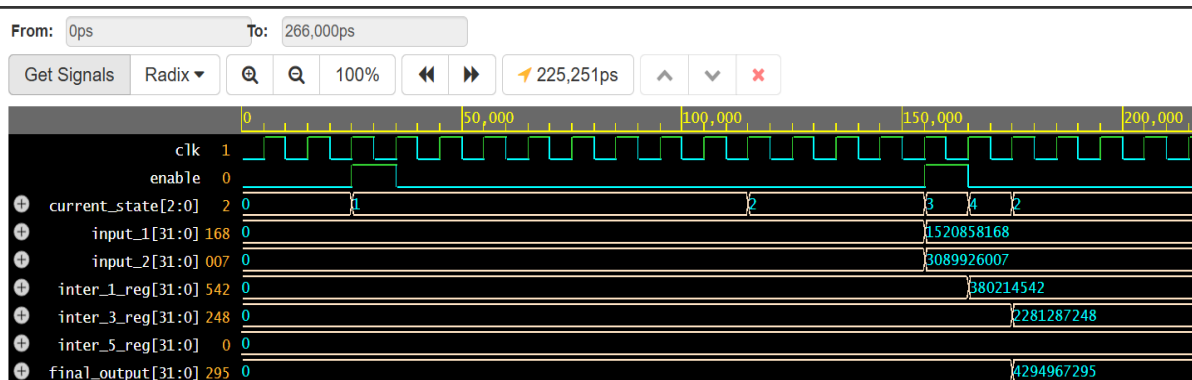 From: 0ps To: 266,000ps
Get Signals Radix 100% 225,251ps
0 50,000 100,000 150,000 200,000
clk 1
enable 0
current_state[2:0] 2 0 1 2 3 4 2
input_1[31:0] 168 0 1520858168
input_2[31:0] 007 0 3089926007
inter_1_reg[31:0] 542 0 380214542
inter_3_reg[31:0] 248 0 2281287248
inter_5_reg[31:0] 0 0
final_output[31:0] 295 0 4294967295